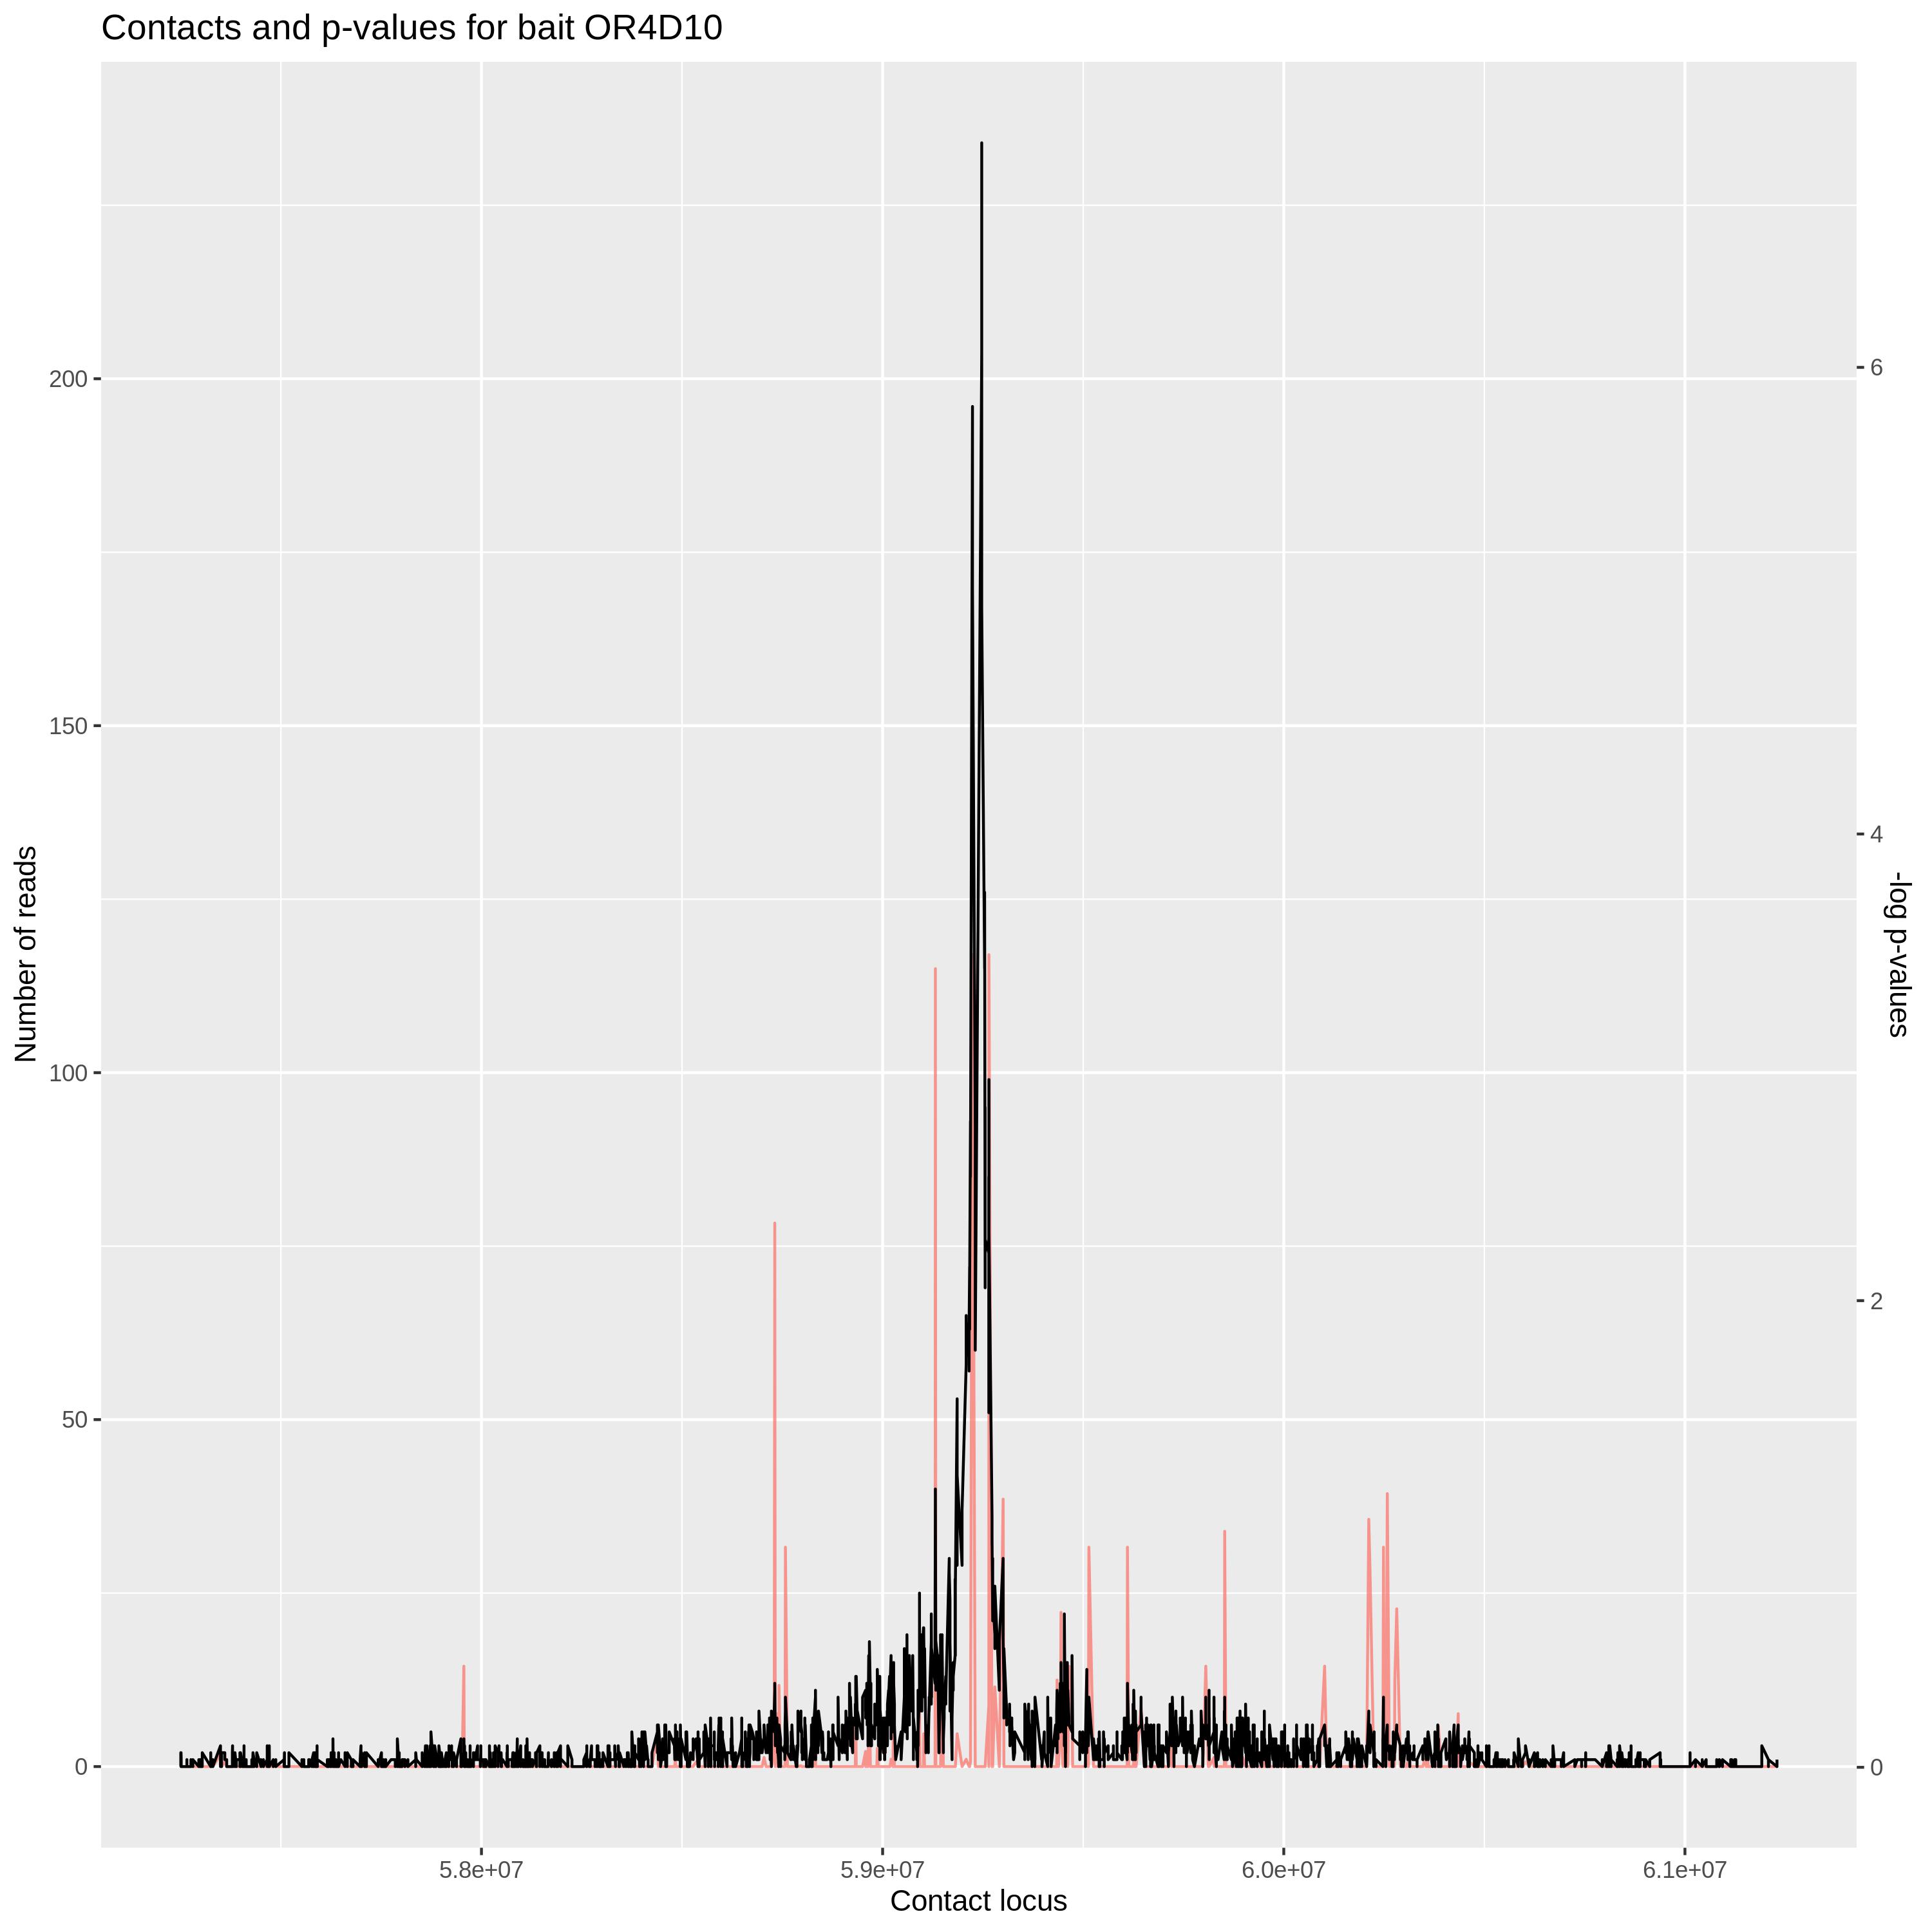 Contacts and p-values for bait OR4D10
200
150
100
50
0
Number of reads
6
4
2
0
-log p-values
5.8e+07
5.9e+07
6.0e+07
6.1e+07
Contact locus